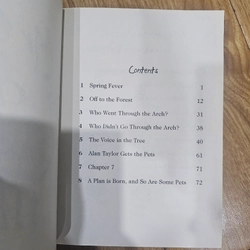 Contents
1 Spring Fever 1
2 Off to the Forest 12
3 Who Went Through the Arch? 31
4 Who Didn't Go Through the Arch? 38
5 The Voice in the Tree 40
6 Alan Taylor Gets the Pets 61
7 Chapter 7 71
8 A Plan is Born, and So Are Some Pets 72